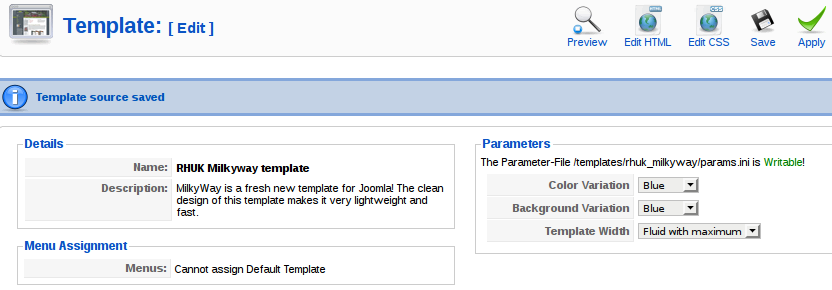 Template: [ Edit ]
Preview
Edit HTML
Edit CSS
Save
Apply
Template source saved
Details
Name: RHUK Milkyway template
Description: MilkyWay is a fresh new template for Joomla! The clean
design of this template makes it very lightweight and
fast.
Menu Assignment
Menus: Cannot assign Default Template
Parameters
The Parameter-File /templates/rhuk_milkyway/params.ini is Writable!
Color Variation Blue
Background Variation Blue
Template Width Fluid with maximum